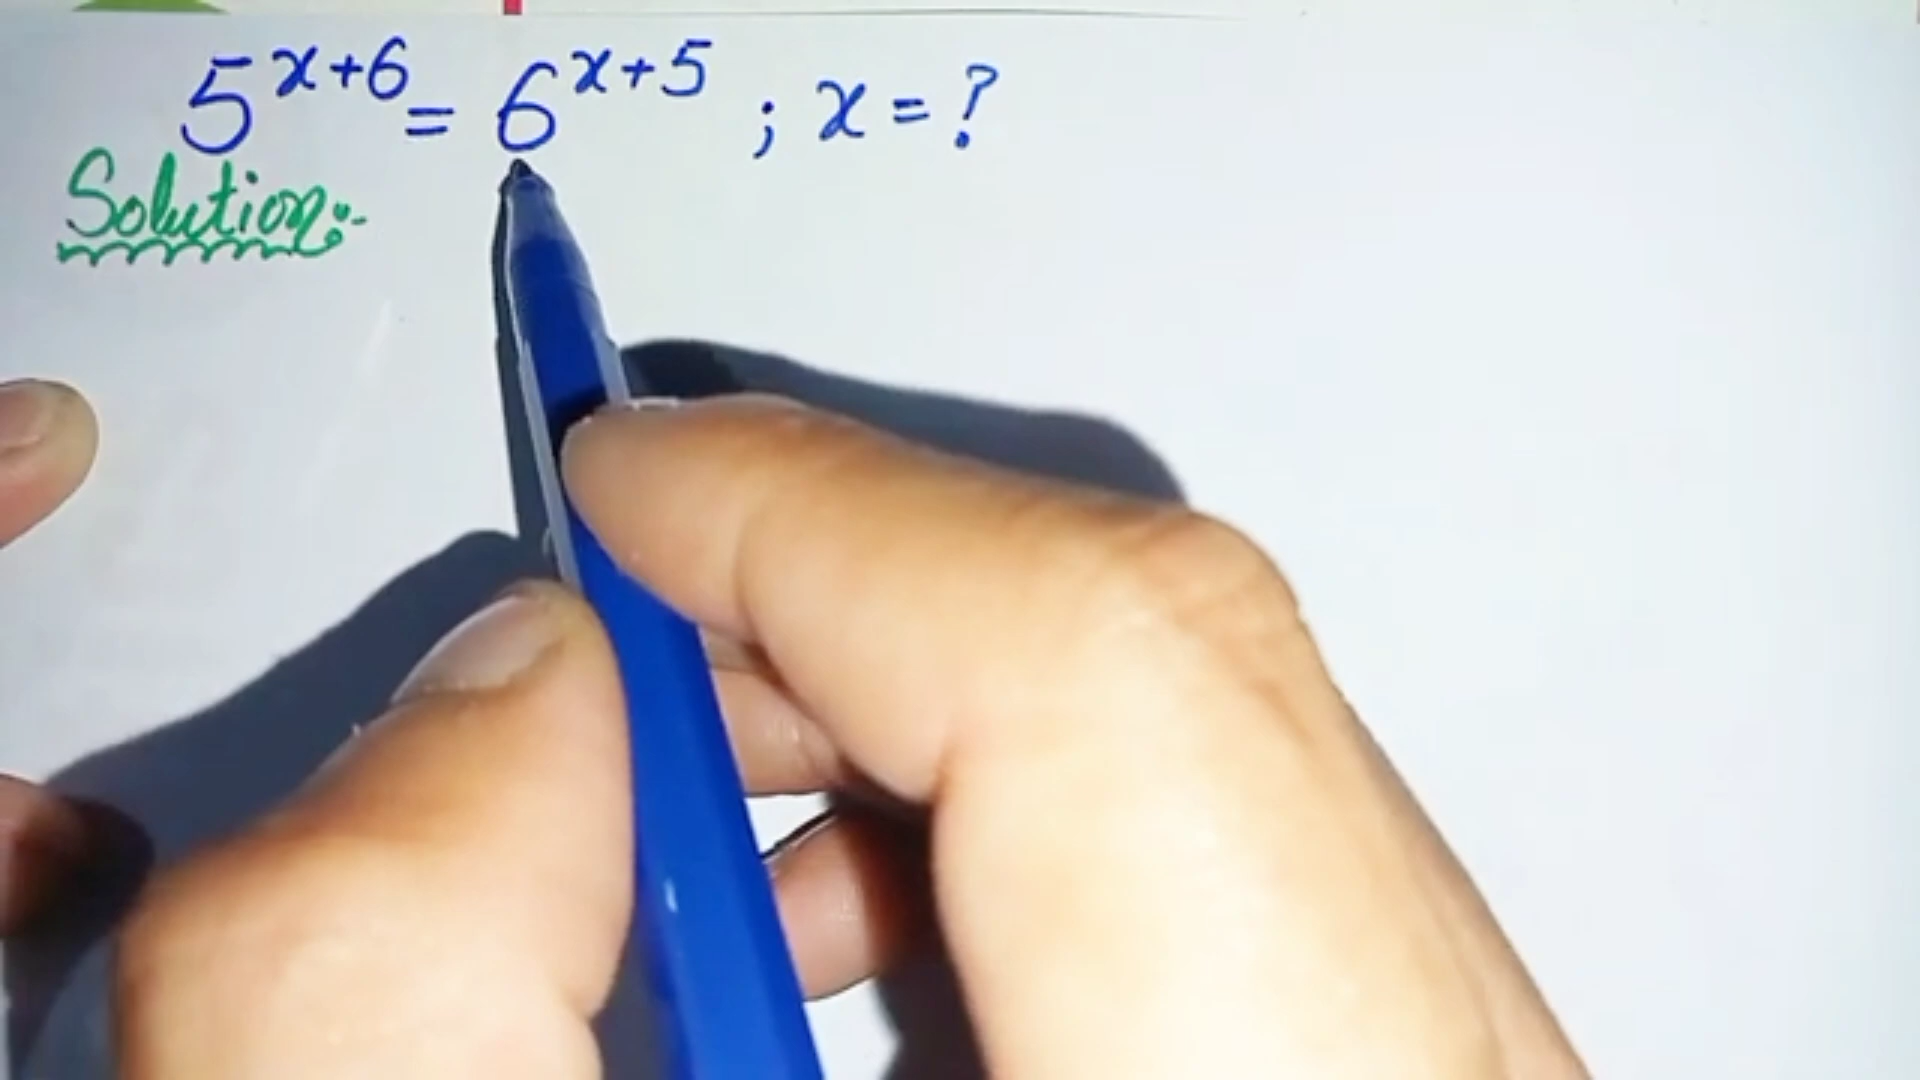 5^{x+6} = 6^{x+5} ; x = ?
Solution:-